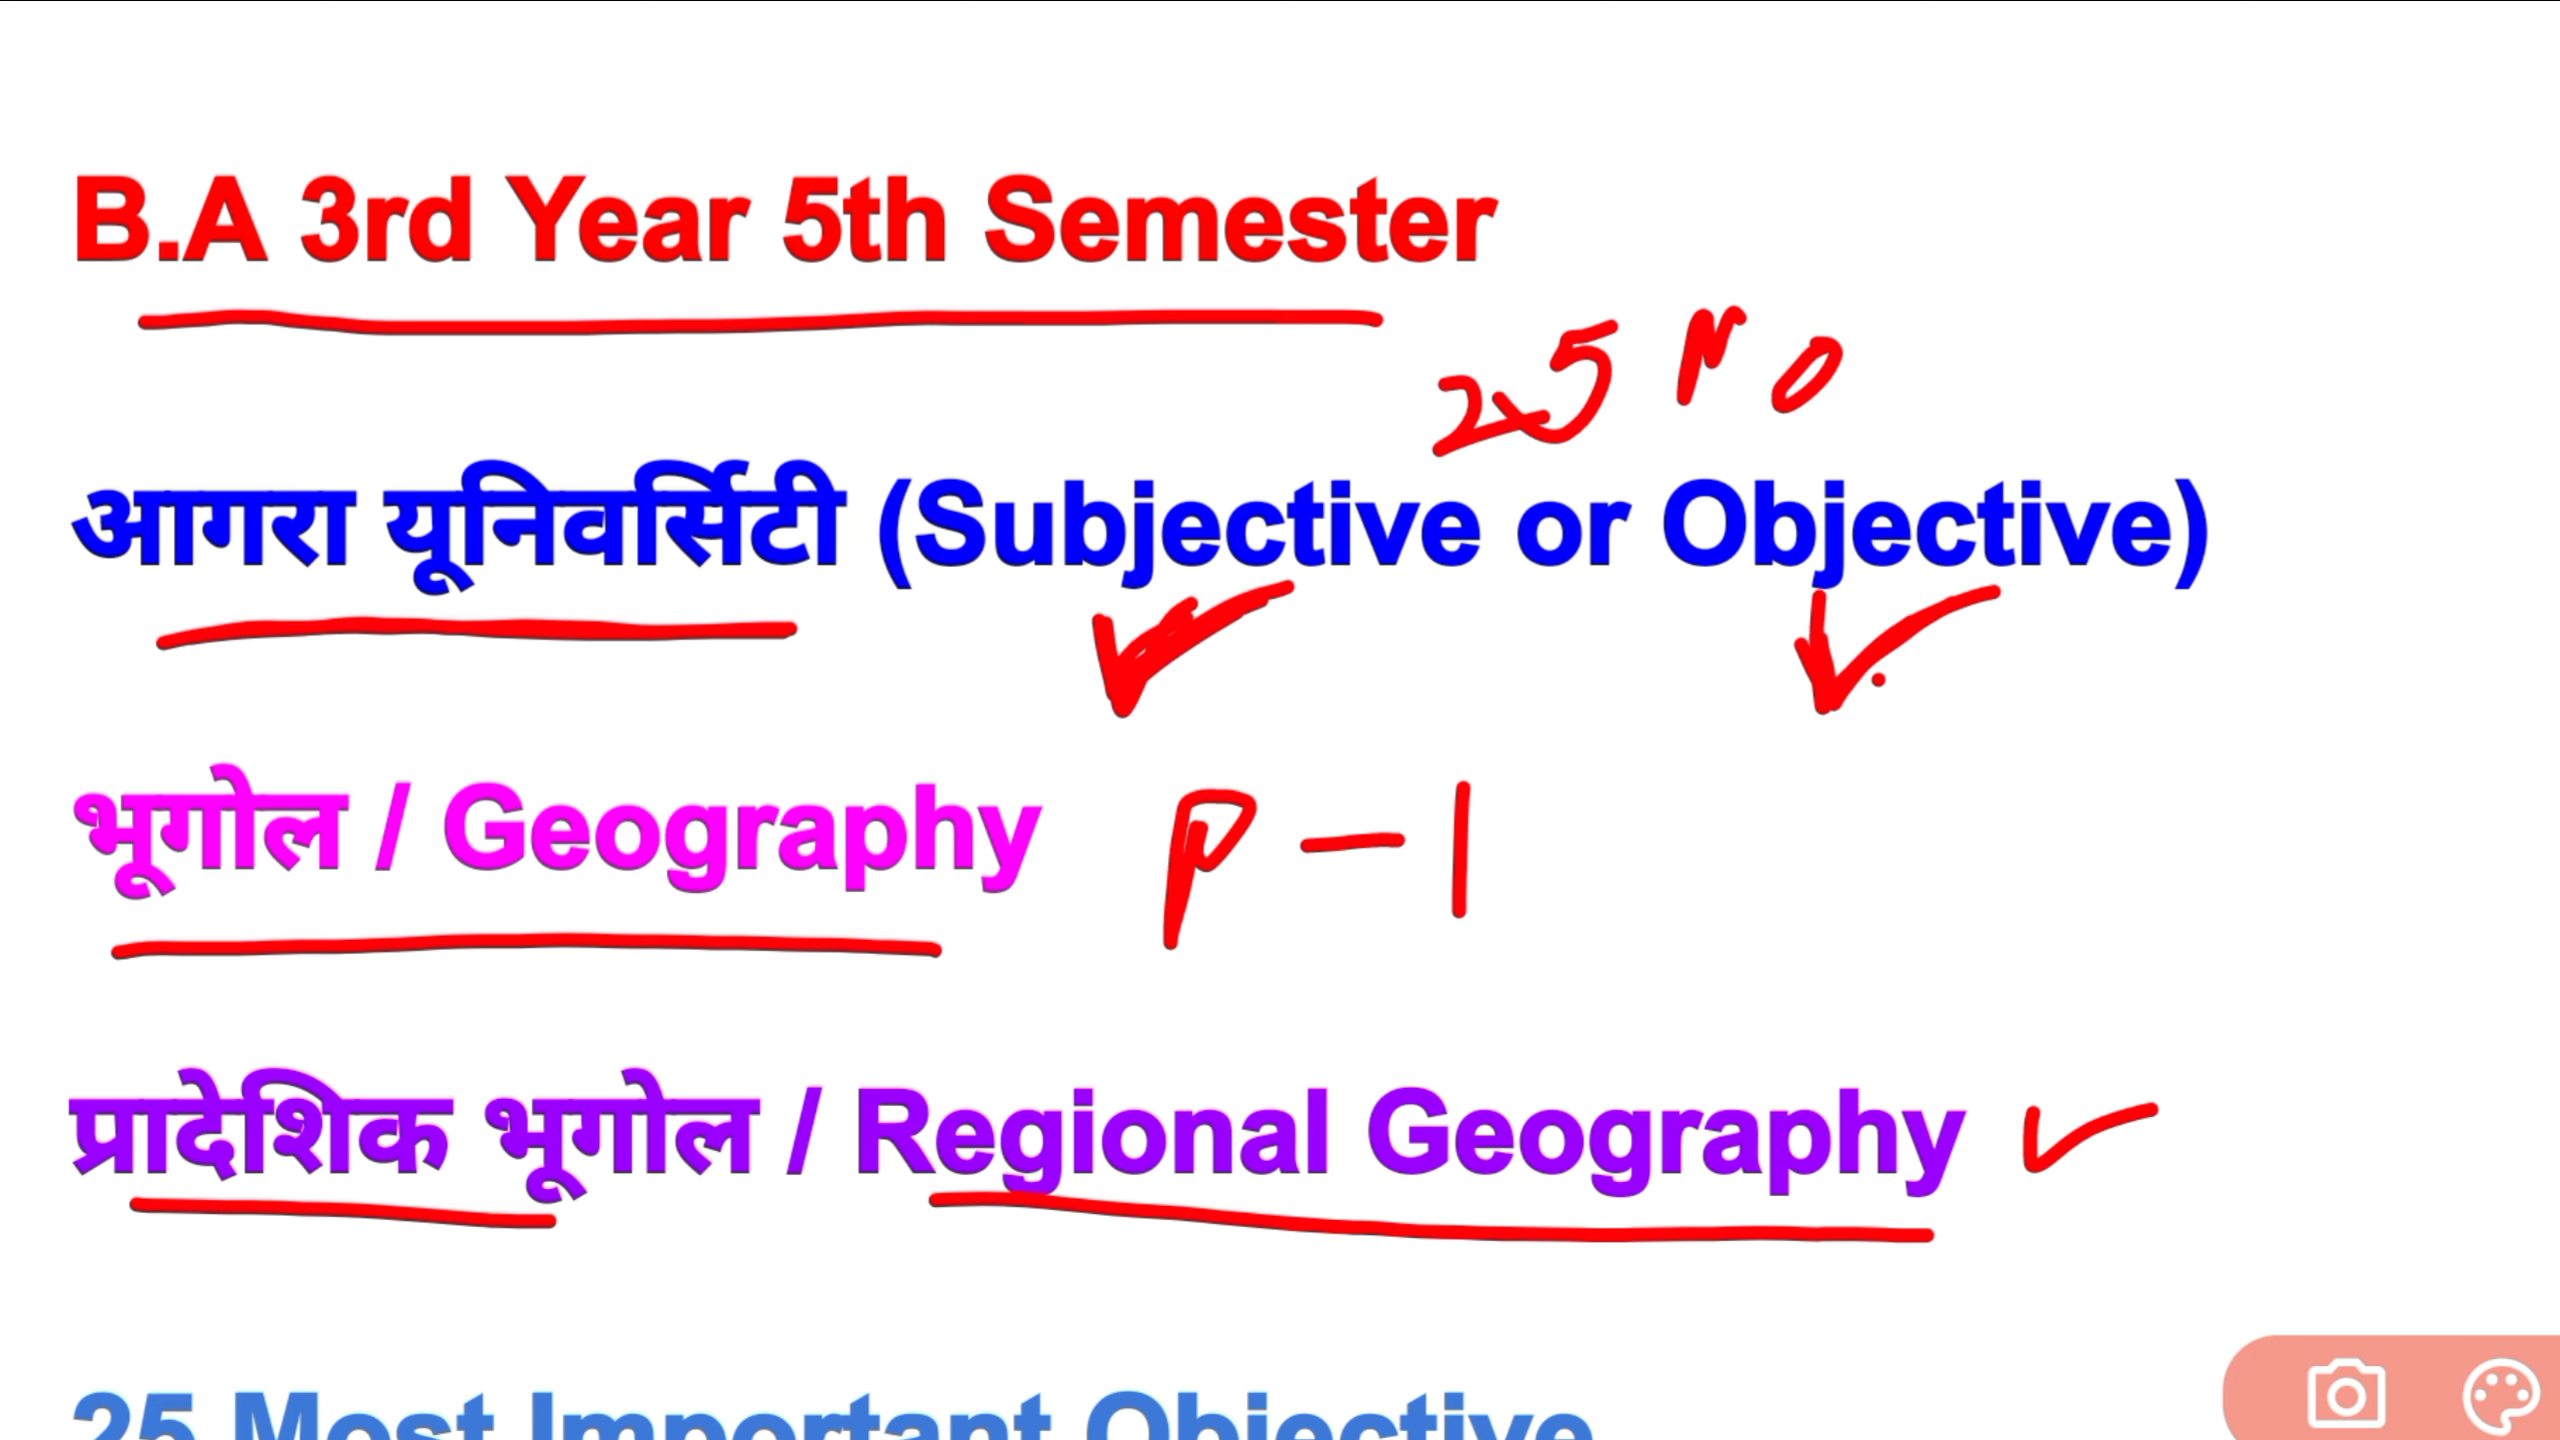 B.A 3rd Year 5th Semester
25 No
आगरा यूनिवर्सिटी (Subjective or Objective)
भूगोल / Geography P-1
प्रादेशिक भूगोल / Regional Geography
25 Most Important Objective